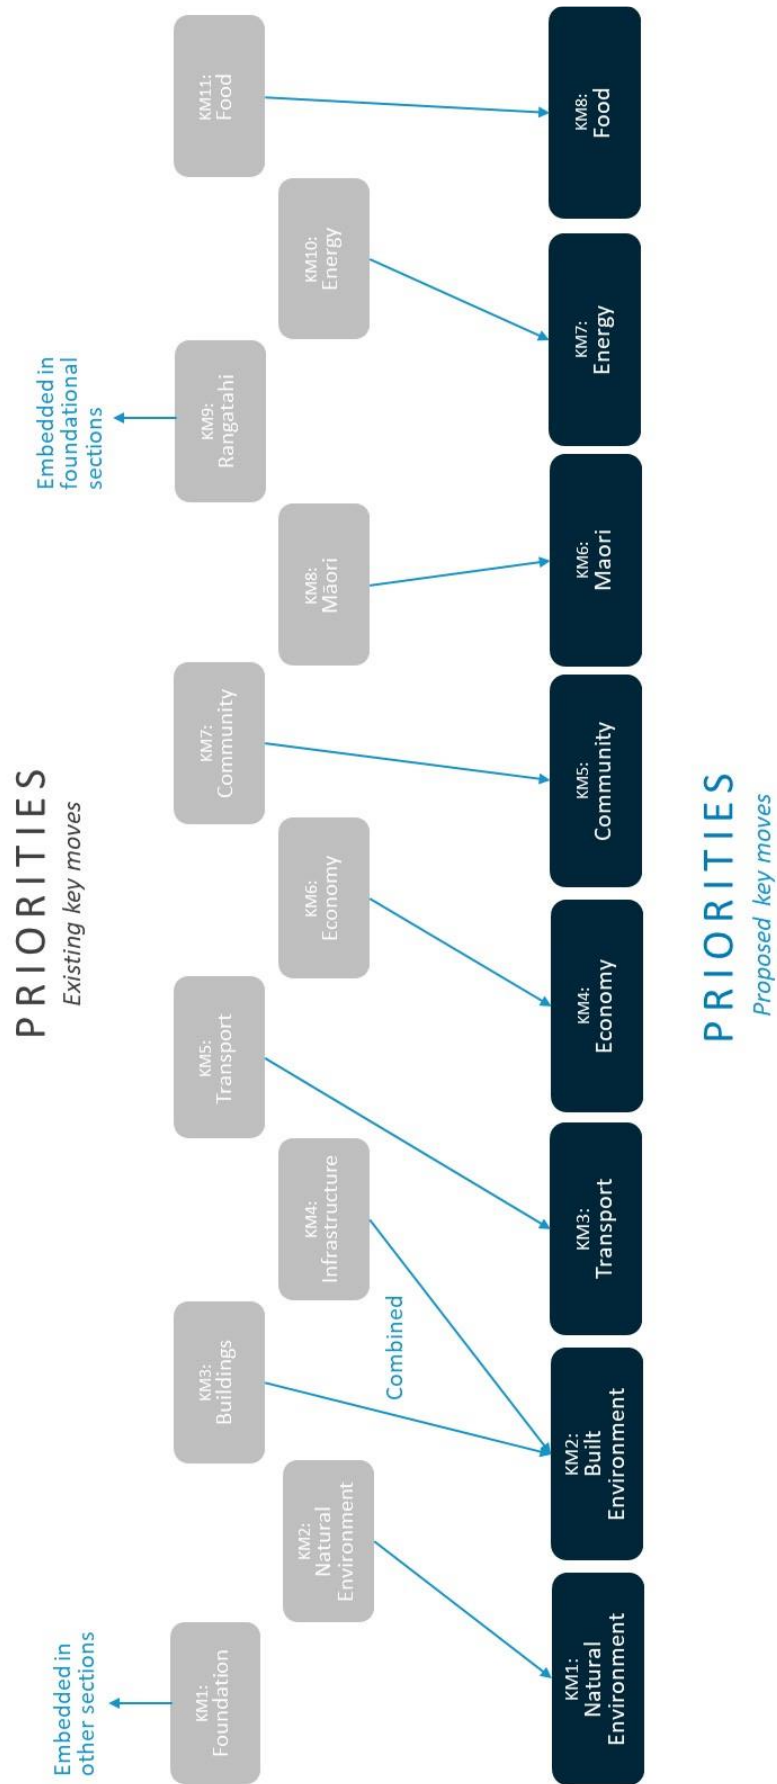 PRIORITIES
Existing key moves
Embedded in
other sections
Embedded in
foundational
sections
KM1:
Foundation
KM2:
Natural
Environment
KM3:
Buildings
KM4:
Infrastructure
KM5:
Transport
KM6:
Economy
KM7:
Community
KM8:
Māori
KM9:
Rangatahi
KM10:
Energy
KM11:
Food
Combined
KM1:
Natural
Environment
KM2:
Built
Environment
KM3:
Transport
KM4:
Economy
KM5:
Community
KM6:
Maori
KM7:
Energy
KM8:
Food
PRIORITIES
Proposed key moves